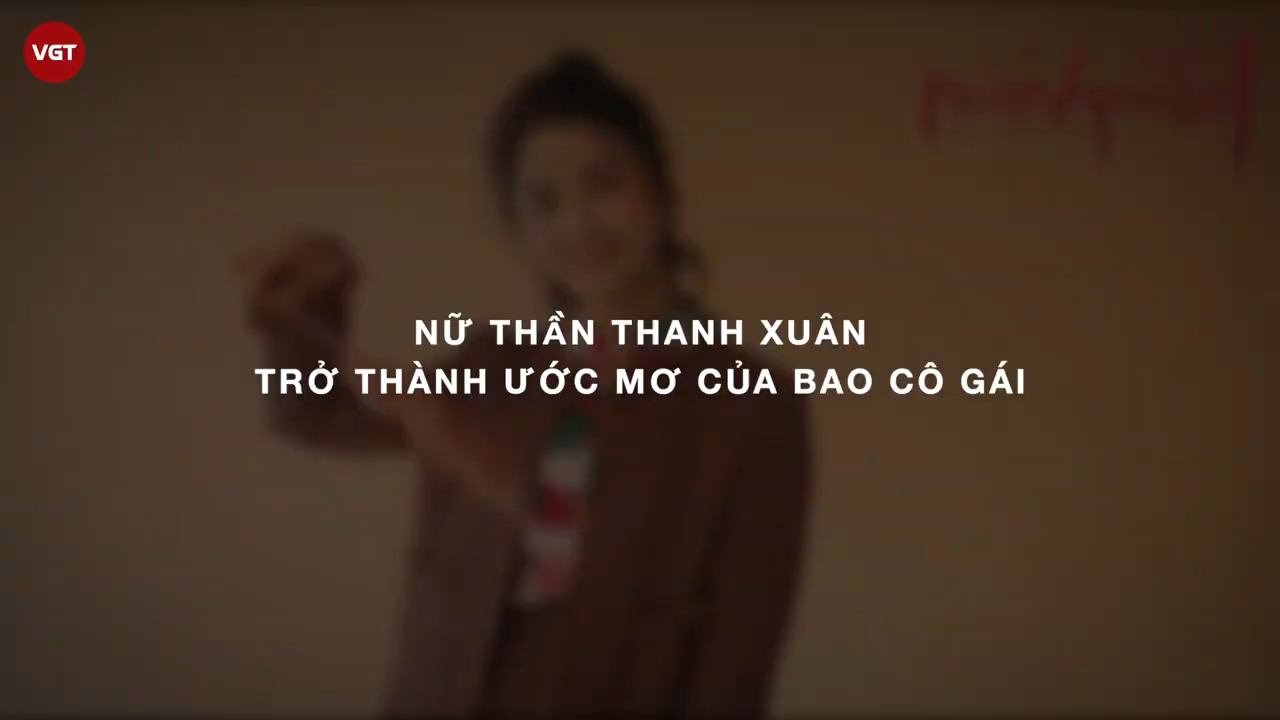 VGT
NỮ THẦN THANH XUÂN
TRỞ THÀNH ƯỚC MƠ CỦA BAO CÔ GÁI